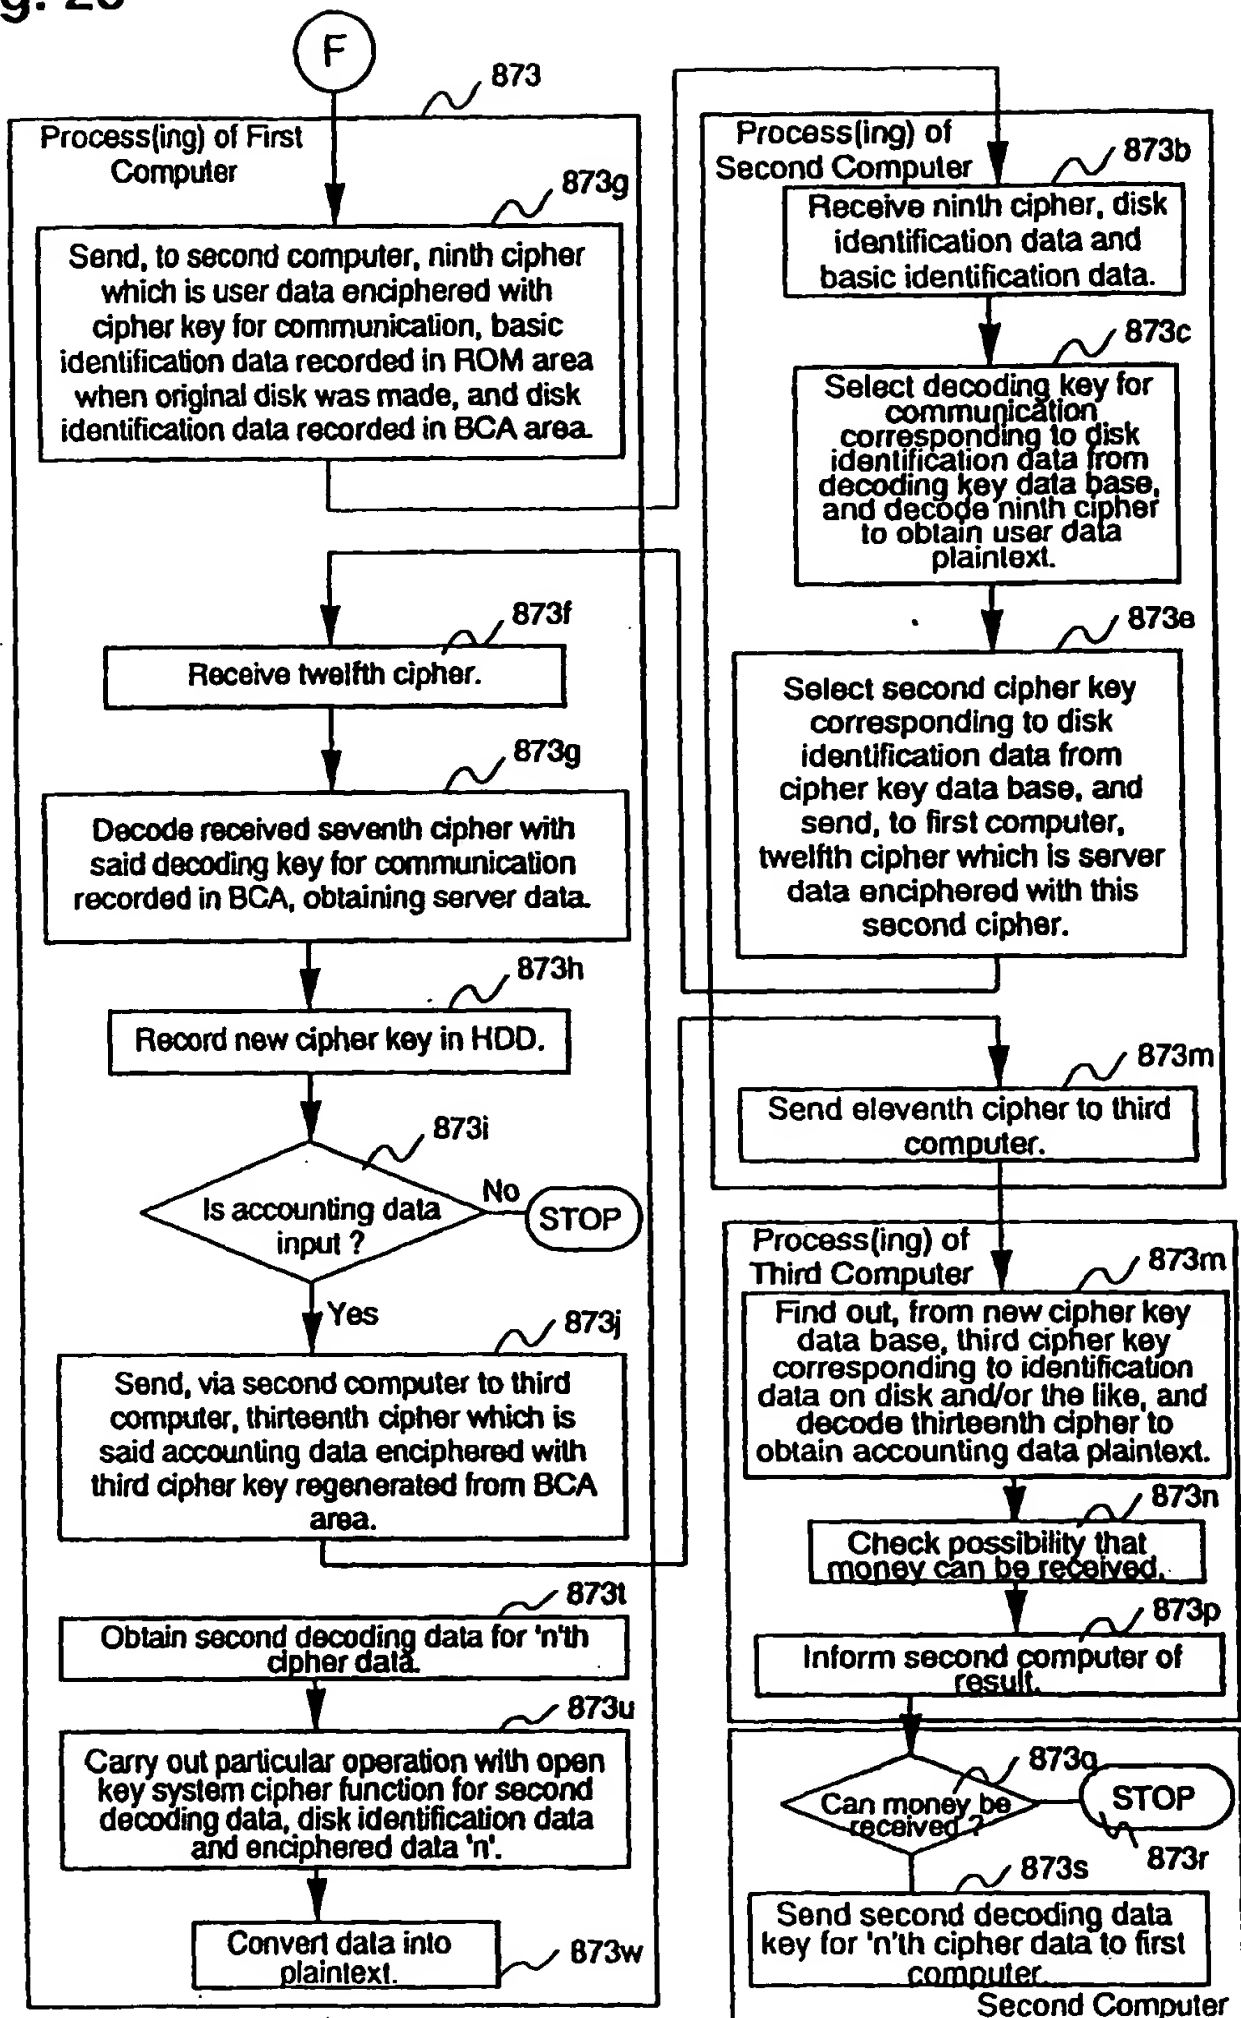 F
873
Process(ing) of First
Computer
873g
Send, to second computer, ninth cipher
which is user data enciphered with
cipher key for communication, basic
identification data recorded in ROM area
when original disk was made, and disk
identification data recorded in BCA area.
873f
Receive twelfth cipher.
873g
Decode received seventh cipher with
said decoding key for communication
recorded in BCA, obtaining server data.
873h
Record new cipher key in HDD.
873i
Is accounting data
input ?
No
STOP
Yes
873j
Send, via second computer to third
computer, thirteenth cipher which is
said accounting data enciphered with
third cipher key regenerated from BCA
area.
873t
Obtain second decoding data for 'n'th
cipher data.
873u
Carry out particular operation with open
key system cipher function for second
decoding data, disk identification data
and enciphered data 'n'.
Convert data into
plaintext.
873w
Process(ing) of
Second Computer
873b
Receive ninth cipher, disk
identification data and
basic identification data.
873c
Select decoding key for
communication
corresponding to disk
identification data from
decoding key data base,
and decode ninth cipher
to obtain user data
plaintext.
873e
Select second cipher key
corresponding to disk
identification data from
cipher key data base, and
send, to first computer,
twelfth cipher which is server
data enciphered with this
second cipher.
873m
Send eleventh cipher to third
computer.
Process(ing) of
Third Computer
873m
Find out, from new cipher key
data base, third cipher key
corresponding to identification
data on disk and/or the like, and
decode thirteenth cipher to
obtain accounting data plaintext.
873n
Check possibility that
money can be received.
873p
Inform second computer of
result.
873q
Can money be
received ?
STOP
873r
873s
Send second decoding data
key for 'n'th cipher data to first
computer.
Second Computer